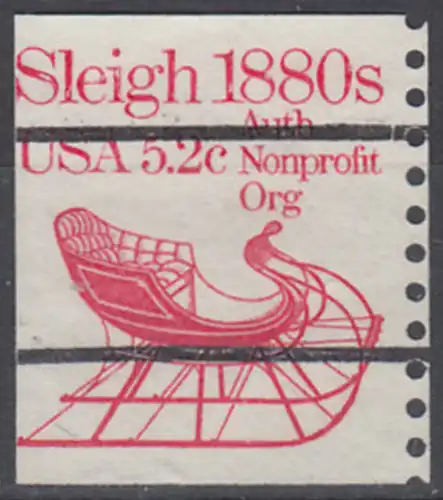 Sleigh 1880s
Auth
USA 5.2c Nonprofit
Org